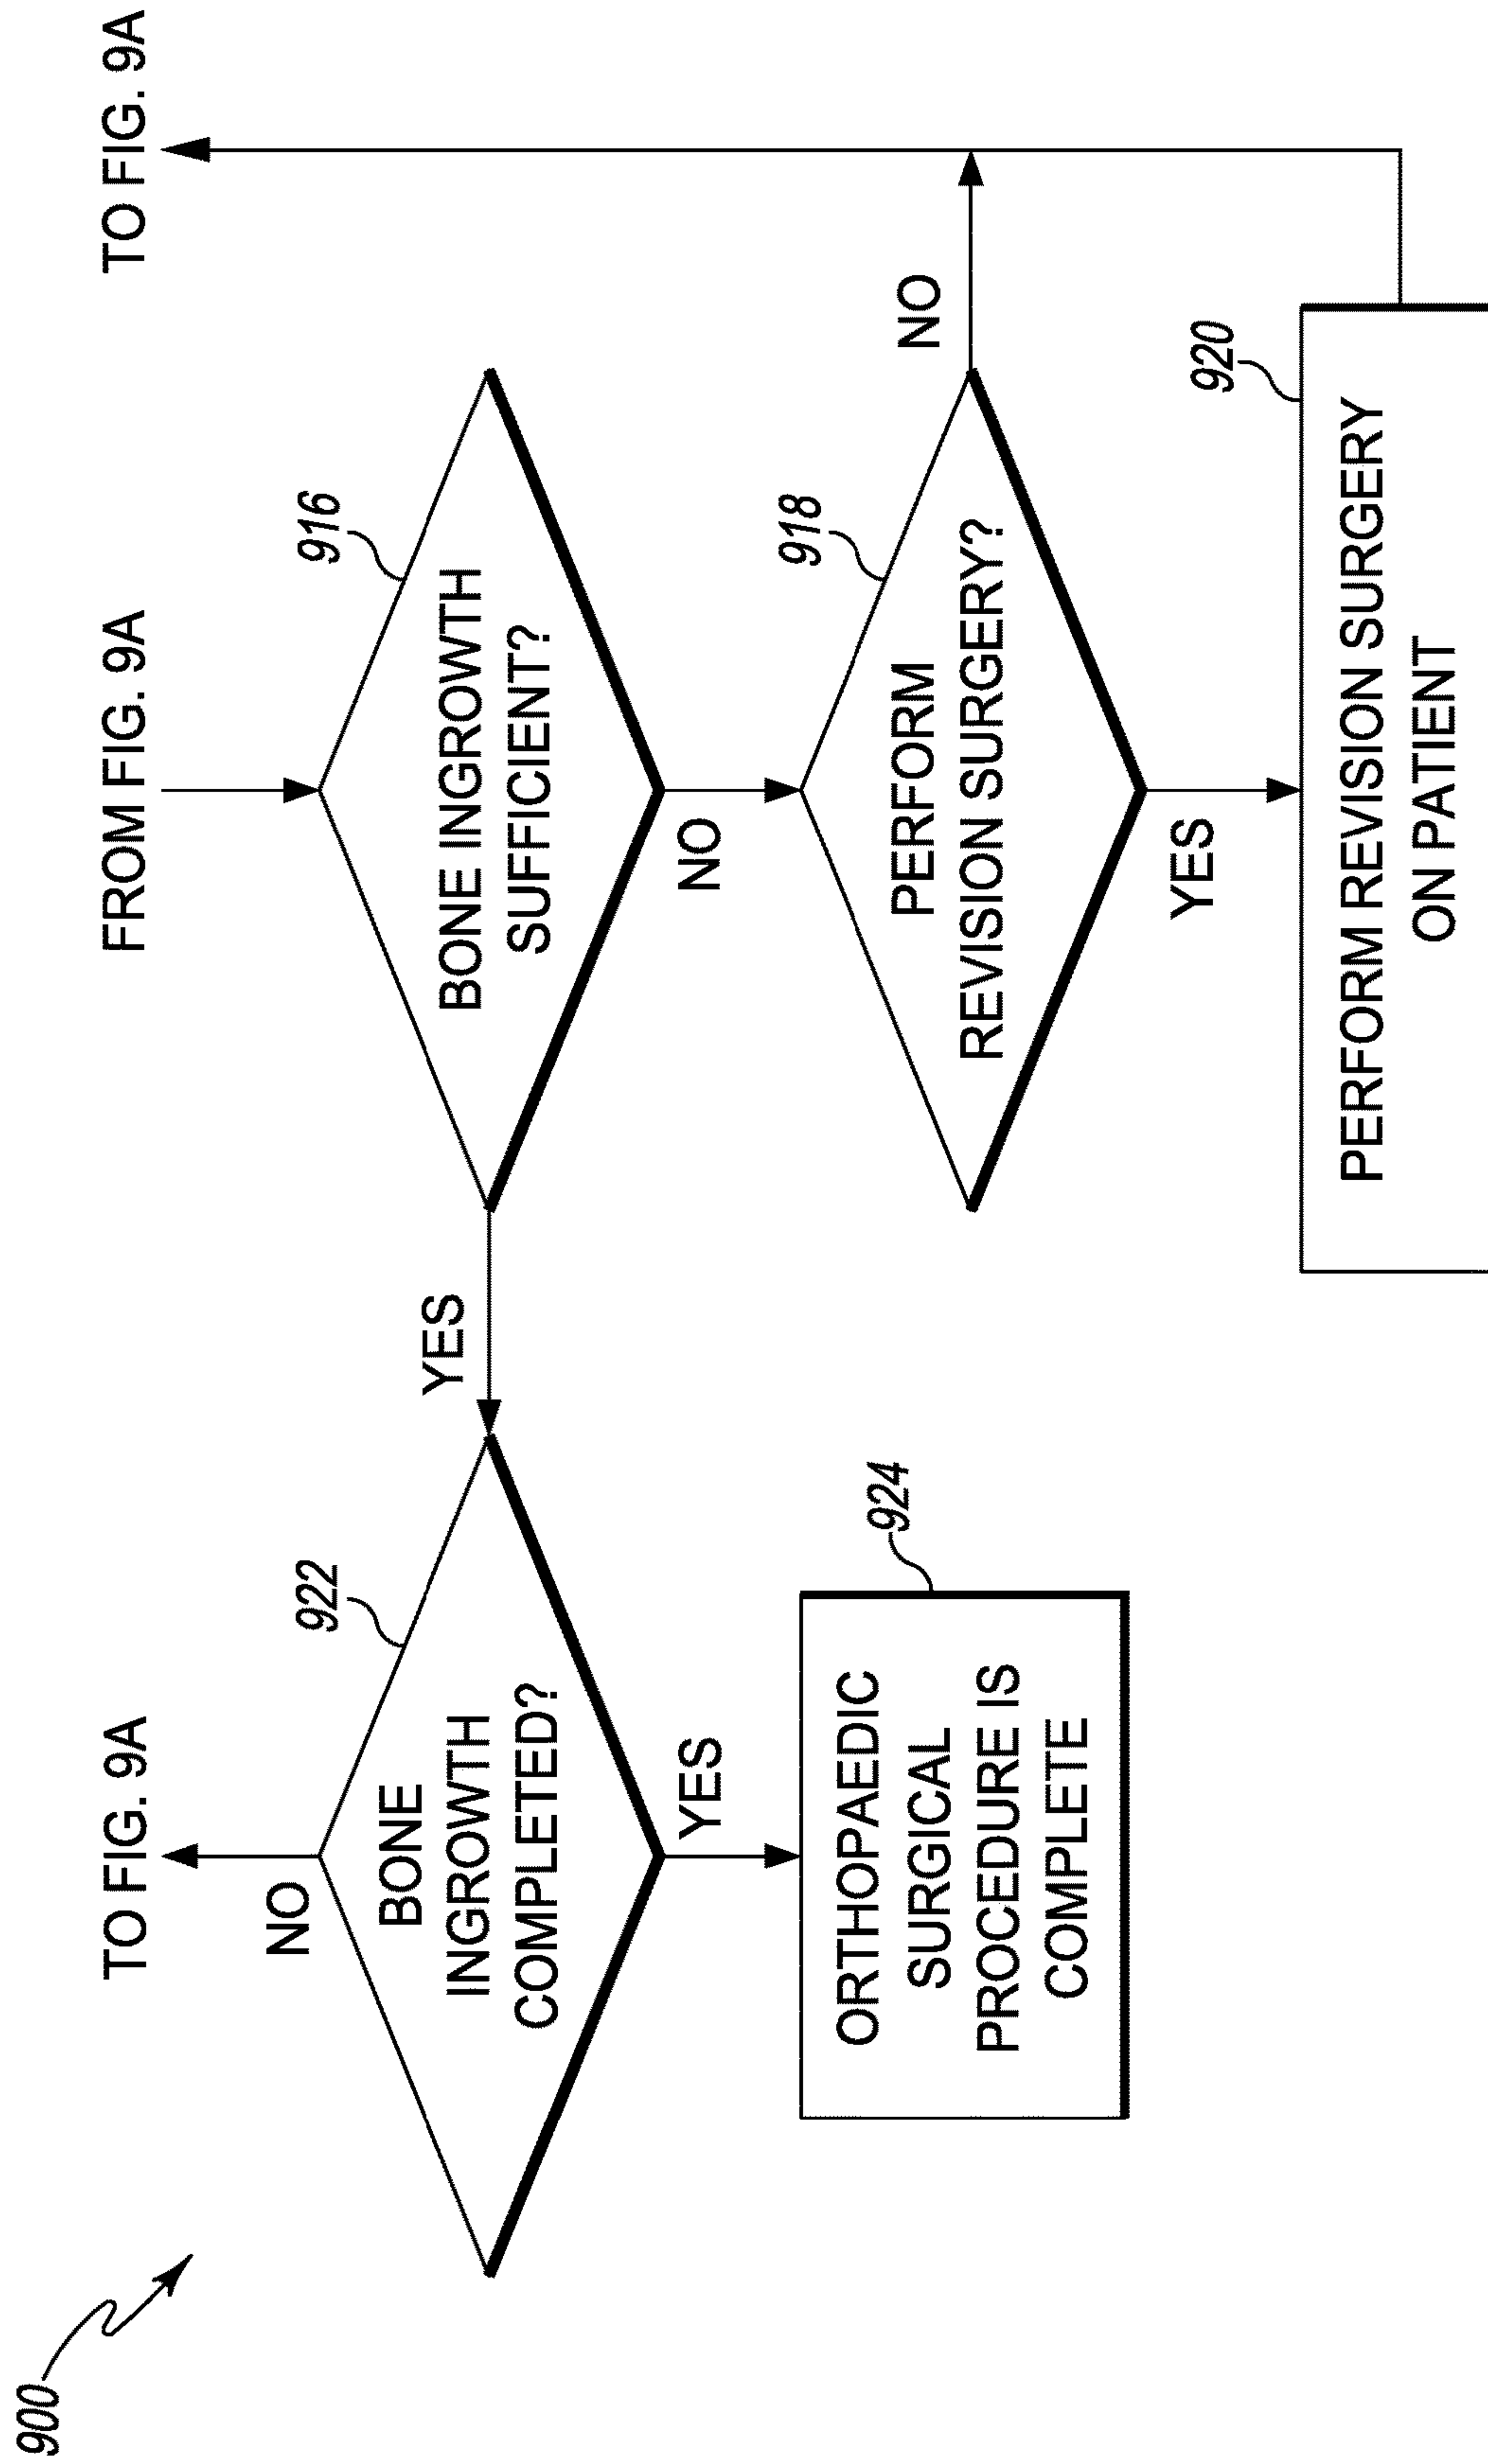 900
TO FIG. 9A
FROM FIG. 9A
TO FIG. 9A
NO
922
BONE
INGROWTH
COMPLETED?
YES
916
BONE INGROWTH
SUFFICIENT?
YES
NO
924
ORTHOPAEDIC
SURGICAL
PROCEDURE IS
COMPLETE
918
PERFORM
REVISION SURGERY?
NO
YES
920
PERFORM REVISION SURGERY
ON PATIENT